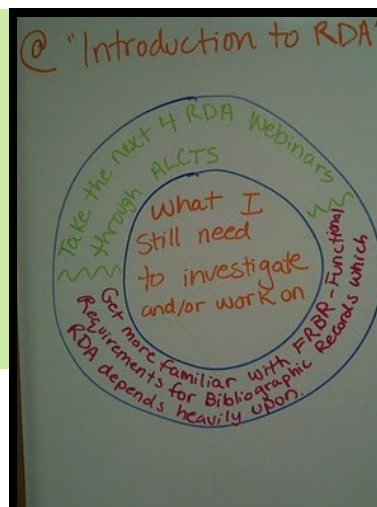 @ "Introduction to RDA"
Take the next 4 RDA Webinars
through ALCTS
What I
Still need
to investigate
and/or work on
Get more familiar with FRBR - Functional
Requirements for Bibliographic Records which
RDA depends heavily upon.